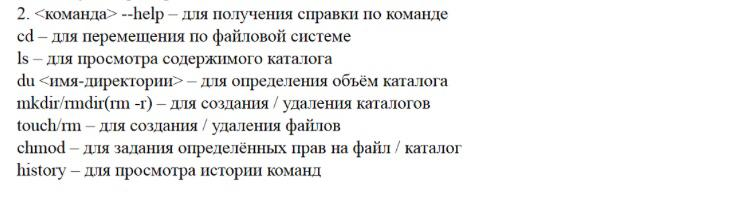 2. <команда> --help – для получения справки по команде
cd – для перемещения по файловой системе
ls – для просмотра содержимого каталога
du <имя-директории> – для определения объём каталога
mkdir/rmdir(rm -r) – для создания / удаления каталогов
touch/rm – для создания / удаления файлов
chmod – для задания определённых прав на файл / каталог
history – для просмотра истории команд